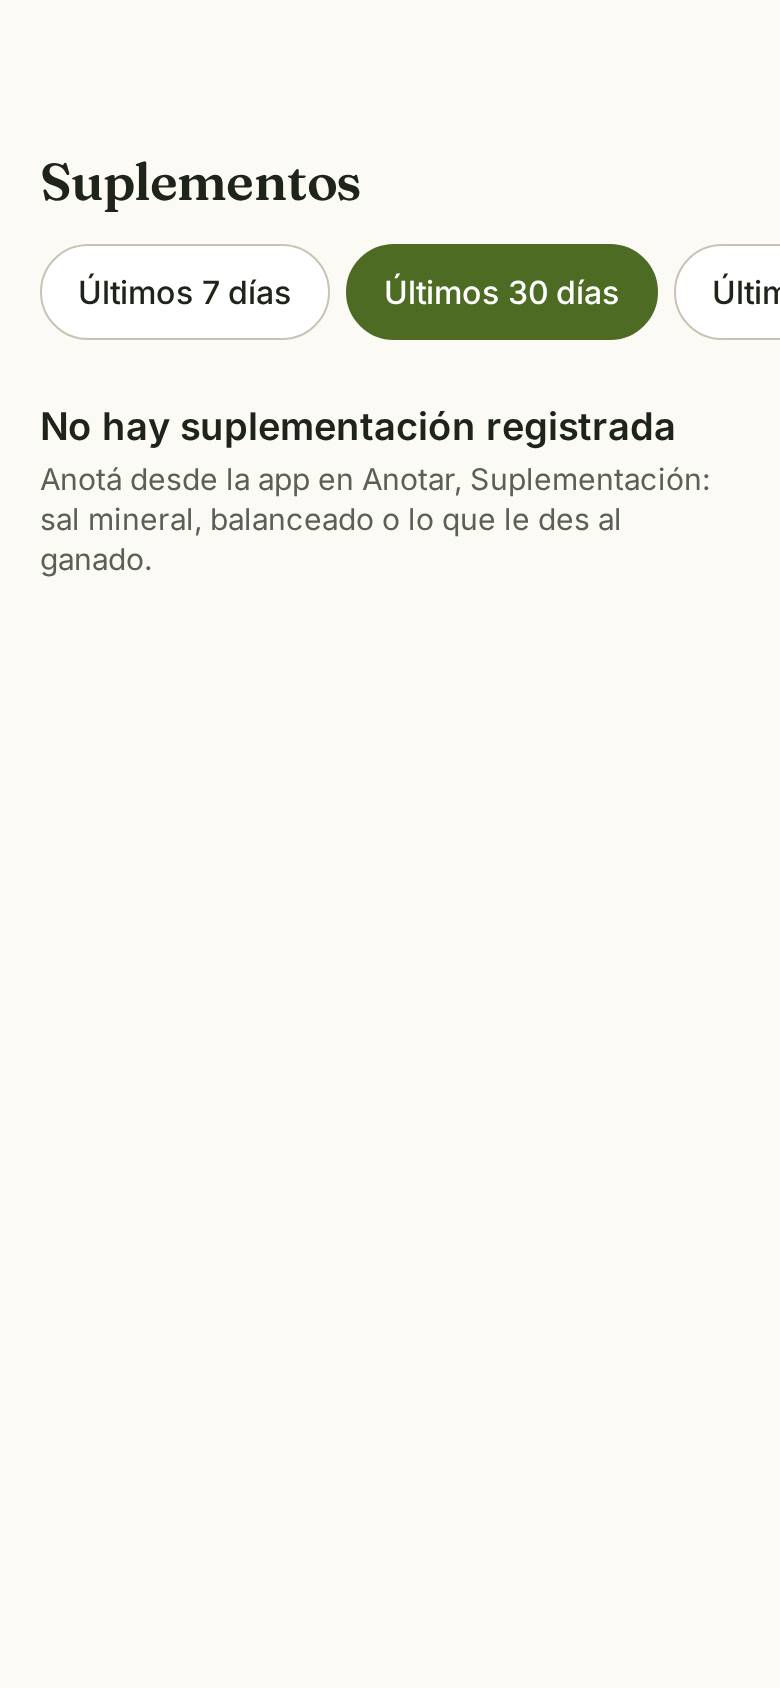 Suplementos
Últimos 7 días
Últimos 30 días
No hay suplementación registrada
Anotá desde la app en Anotar, Suplementación:
sal mineral, balanceado o lo que le des al
ganado.